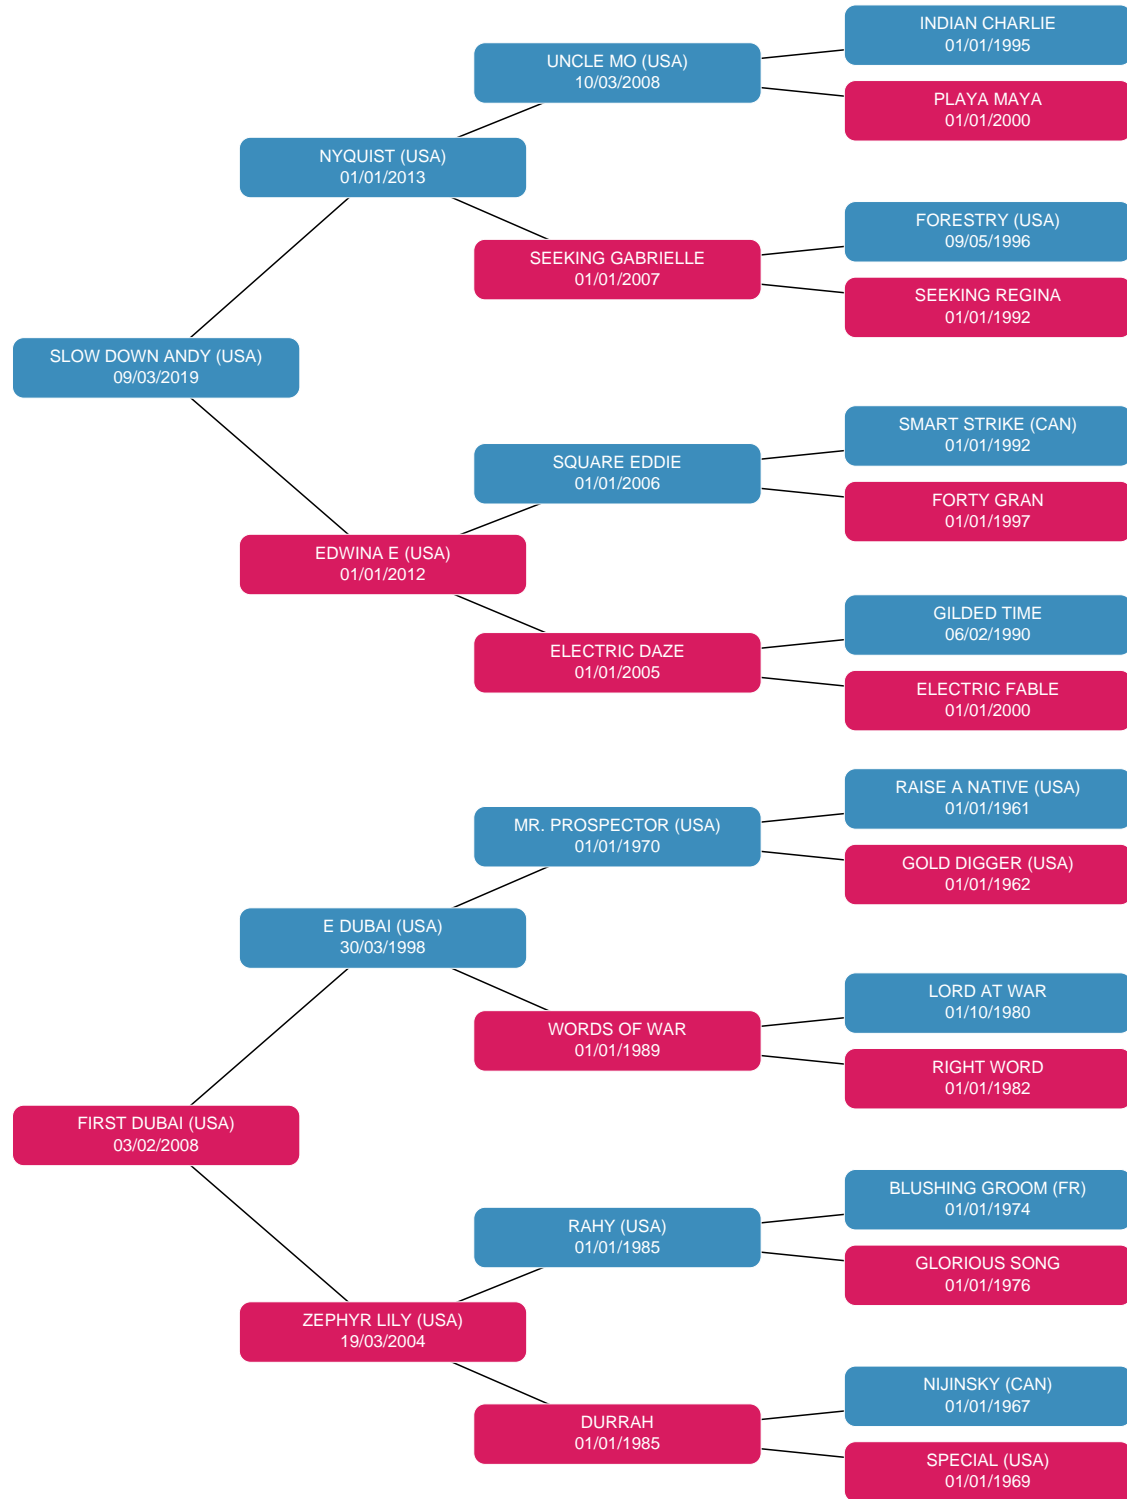 INDIAN CHARLIE
01/01/1995
UNCLE MO (USA)
10/03/2008
PLAYA MAYA
01/01/2000
NYQUIST (USA)
01/01/2013
FORESTRY (USA)
09/05/1996
SEEKING GABRIELLE
01/01/2007
SEEKING REGINA
01/01/1992
SLOW DOWN ANDY (USA)
09/03/2019
SMART STRIKE (CAN)
01/01/1992
SQUARE EDDIE
01/01/2006
FORTY GRAN
01/01/1997
EDWINA E (USA)
01/01/2012
GILDED TIME
06/02/1990
ELECTRIC DAZE
01/01/2005
ELECTRIC FABLE
01/01/2000
RAISE A NATIVE (USA)
01/01/1961
MR. PROSPECTOR (USA)
01/01/1970
GOLD DIGGER (USA)
01/01/1962
E DUBAI (USA)
30/03/1998
LORD AT WAR
01/10/1980
WORDS OF WAR
01/01/1989
RIGHT WORD
01/01/1982
FIRST DUBAI (USA)
03/02/2008
BLUSHING GROOM (FR)
01/01/1974
RAHY (USA)
01/01/1985
GLORIOUS SONG
01/01/1976
ZEPHYR LILY (USA)
19/03/2004
NIJINSKY (CAN)
01/01/1967
DURRAH
01/01/1985
SPECIAL (USA)
01/01/1969